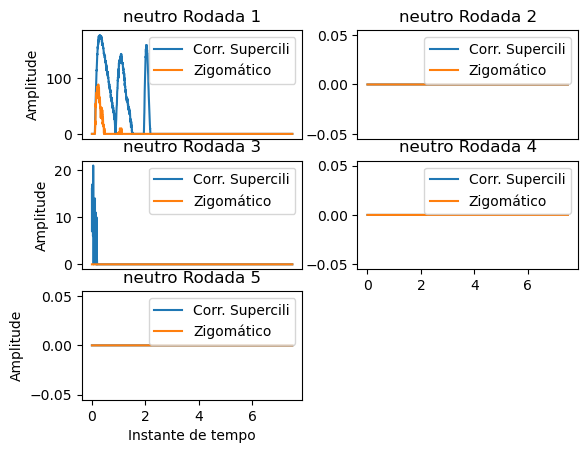 neutro Rodada 1
Amplitude
100
0
Corr. Supercili
Zigomático
neutro Rodada 2
0.05
0.00
−0.05
Corr. Supercili
Zigomático
neutro Rodada 3
Amplitude
20
10
0
Corr. Supercili
Zigomático
neutro Rodada 4
0.05
0.00
−0.05
Corr. Supercili
Zigomático
0 2 4 6
neutro Rodada 5
Amplitude
0.05
0.00
−0.05
Corr. Supercili
Zigomático
0 2 4 6
Instante de tempo